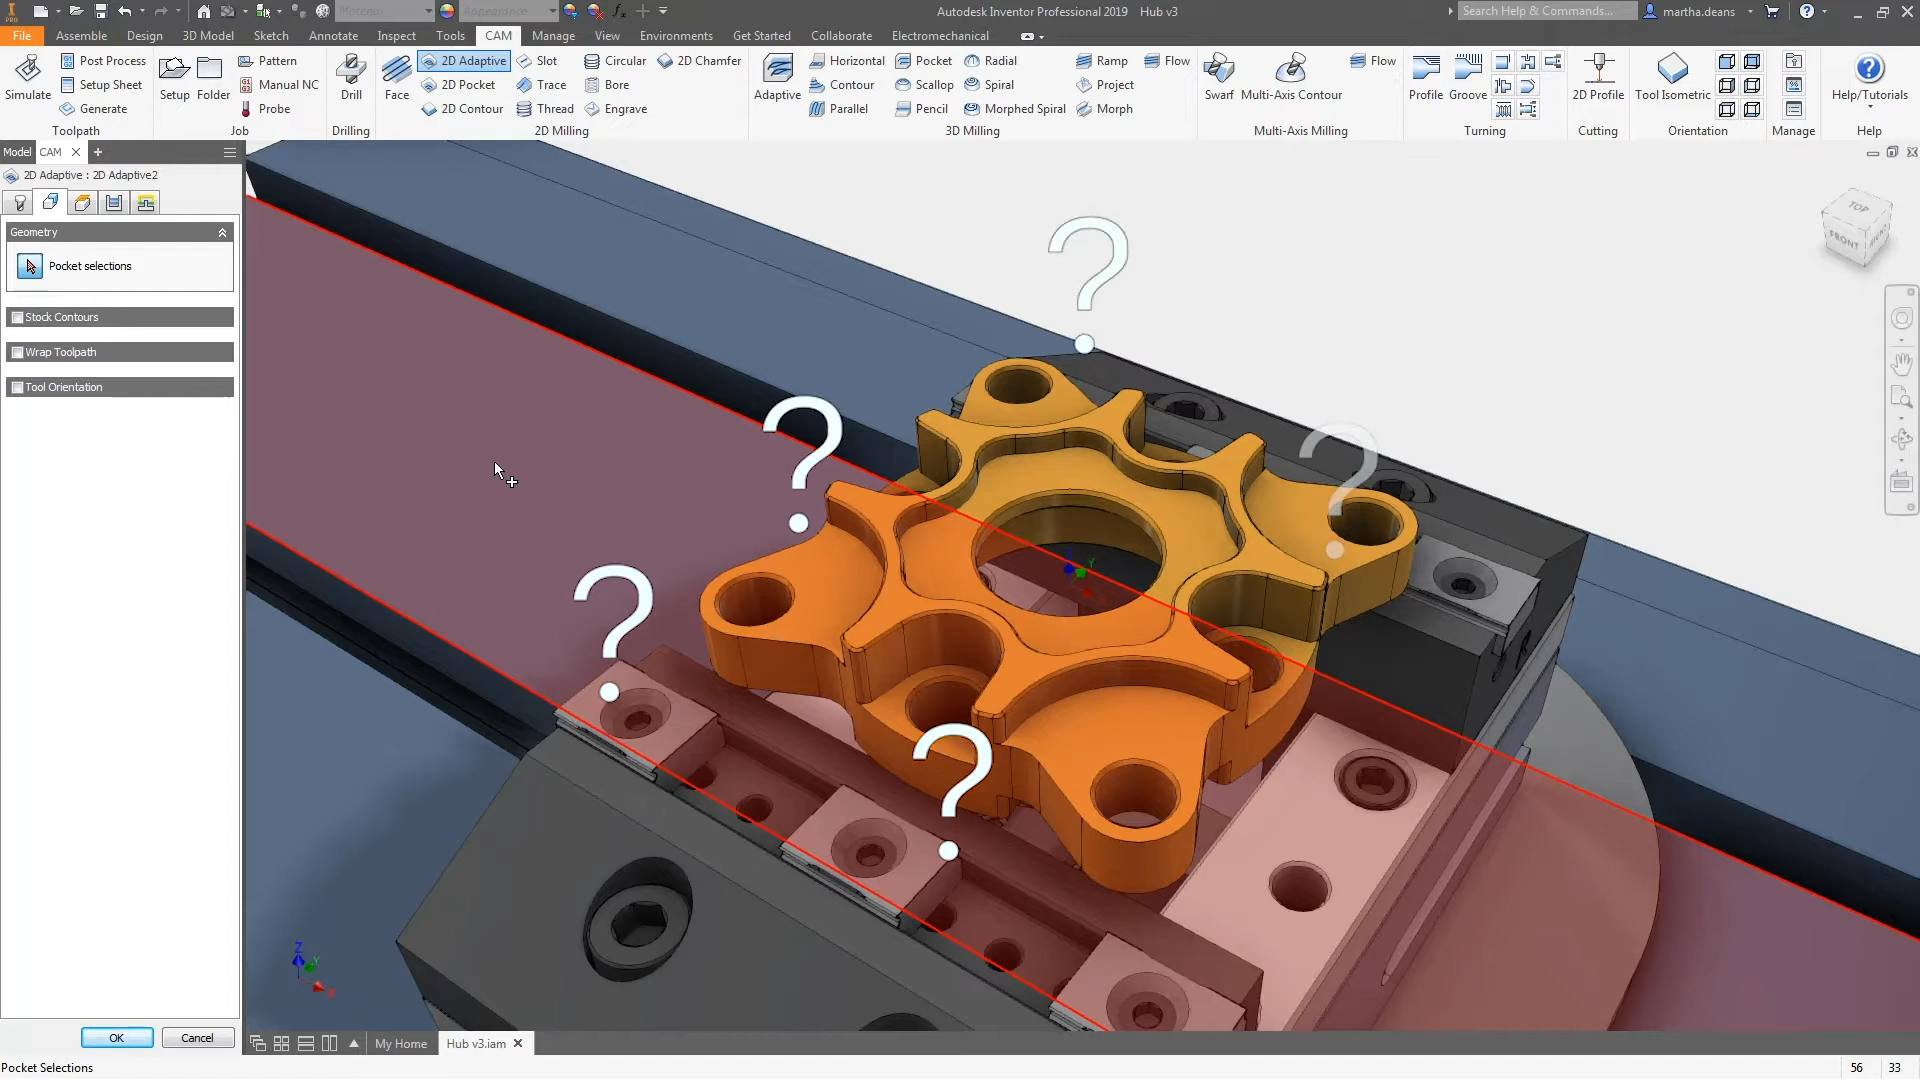 Material
Appearance
Autodesk Inventor Professional 2019 Hub v3
Search Help & Commands...
martha.deans
PRO
File
Assemble
Design
3D Model
Sketch
Annotate
Inspect
Tools
CAM
Manage
View
Environments
Get Started
Collaborate
Electromechanical
Simulate
Post Process
Setup Sheet
Generate
Toolpath
Setup
Folder
Pattern
Manual NC
Probe
Job
Drill
Drilling
Face
2D Adaptive
2D Pocket
2D Contour
Slot
Trace
Thread
Circular
Bore
Engrave
2D Chamfer
2D Milling
Adaptive
Horizontal
Contour
Parallel
Pocket
Scallop
Pencil
Radial
Spiral
Morphed Spiral
Ramp
Project
Morph
Flow
3D Milling
Swarf
Multi-Axis Contour
Flow
Multi-Axis Milling
Profile
Groove
Turning
2D Profile
Cutting
Tool Isometric
Orientation
Manage
Help/Tutorials
Help
Model
CAM
2D Adaptive : 2D Adaptive2
Geometry
Pocket selections
Stock Contours
Wrap Toolpath
Tool Orientation
?
?
?
?
?
TOP
FRONT
RIGHT
Z
Y
X
Z
Y
OK
Cancel
My Home
Hub v3.iam
Pocket Selections
56
33